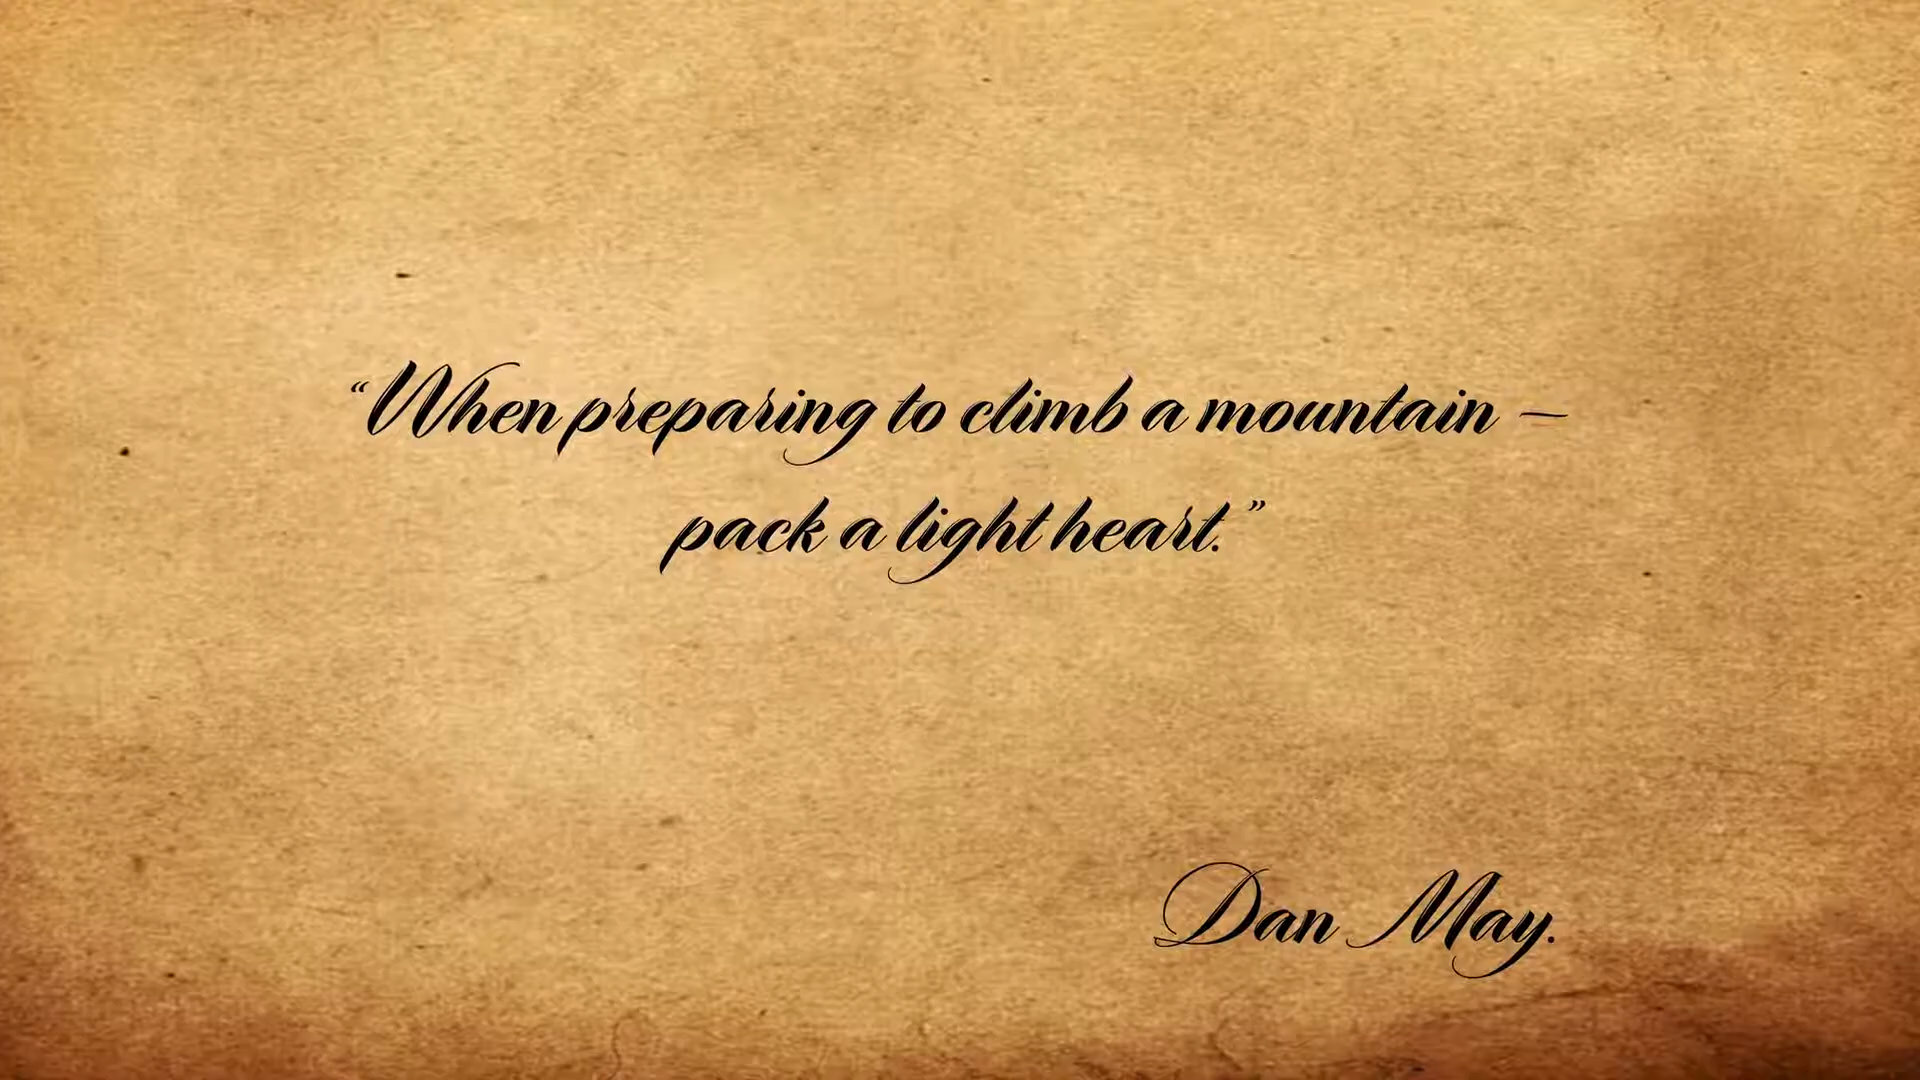 “When preparing to climb a mountain –
pack a light heart.”
Dan May.